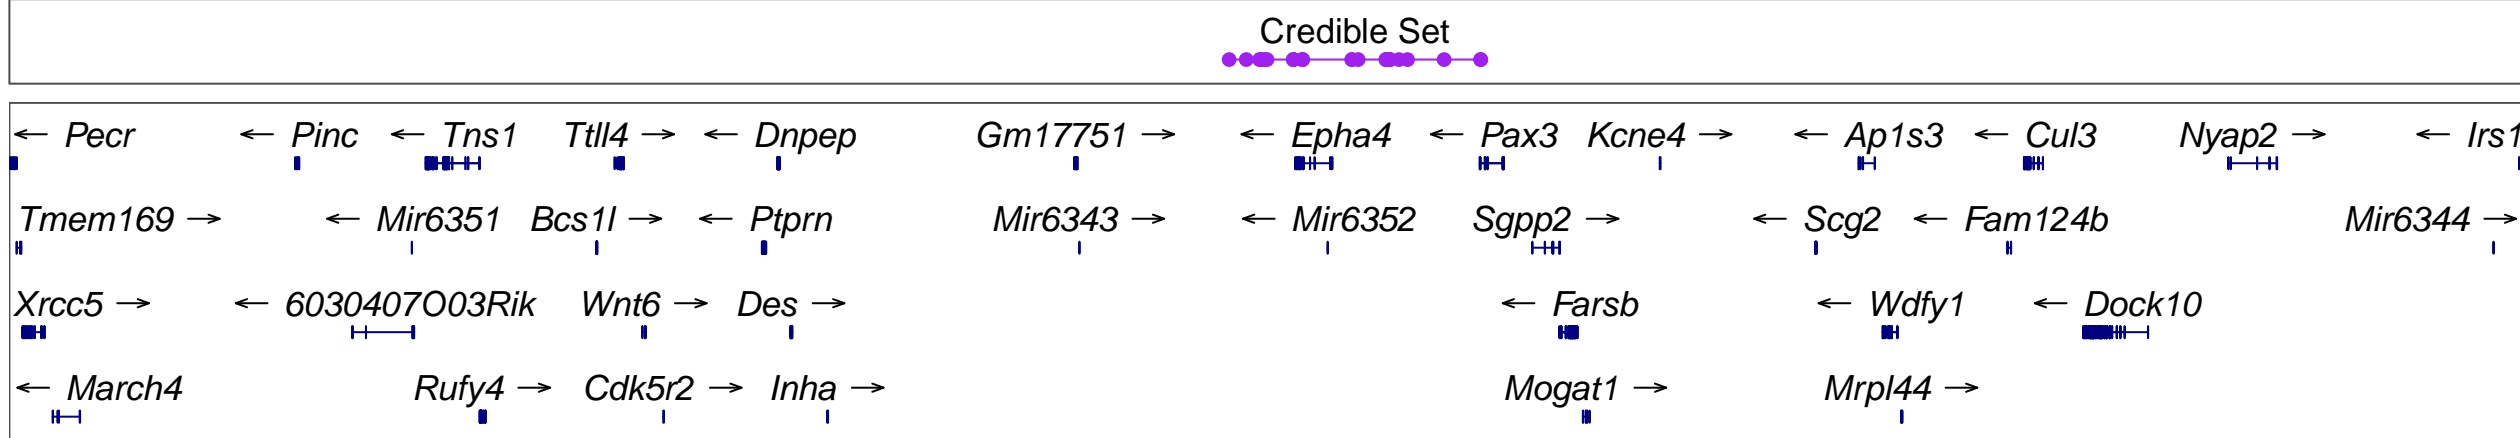 Credible Set
← Pecr ← Pinc ← Tns1 Ttll4 → ← Dnpep Gm17751 → ← Epha4 ← Pax3 Kcne4 → ← Ap1s3 ← Cul3 Nyap2 → ← Irs1
Tmem169 → ← Mir6351 Bcs1l → ← Ptprn Mir6343 → ← Mir6352 Sgpp2 → ← Scg2 ← Fam124b Mir6344 →
Xrcc5 → ← 6030407O03Rik Wnt6 → Des → ← Farsb ← Wdfy1 ← Dock10
← March4 Rufy4 → Cdk5r2 → Inha → Mogat1 → Mrpl44 →